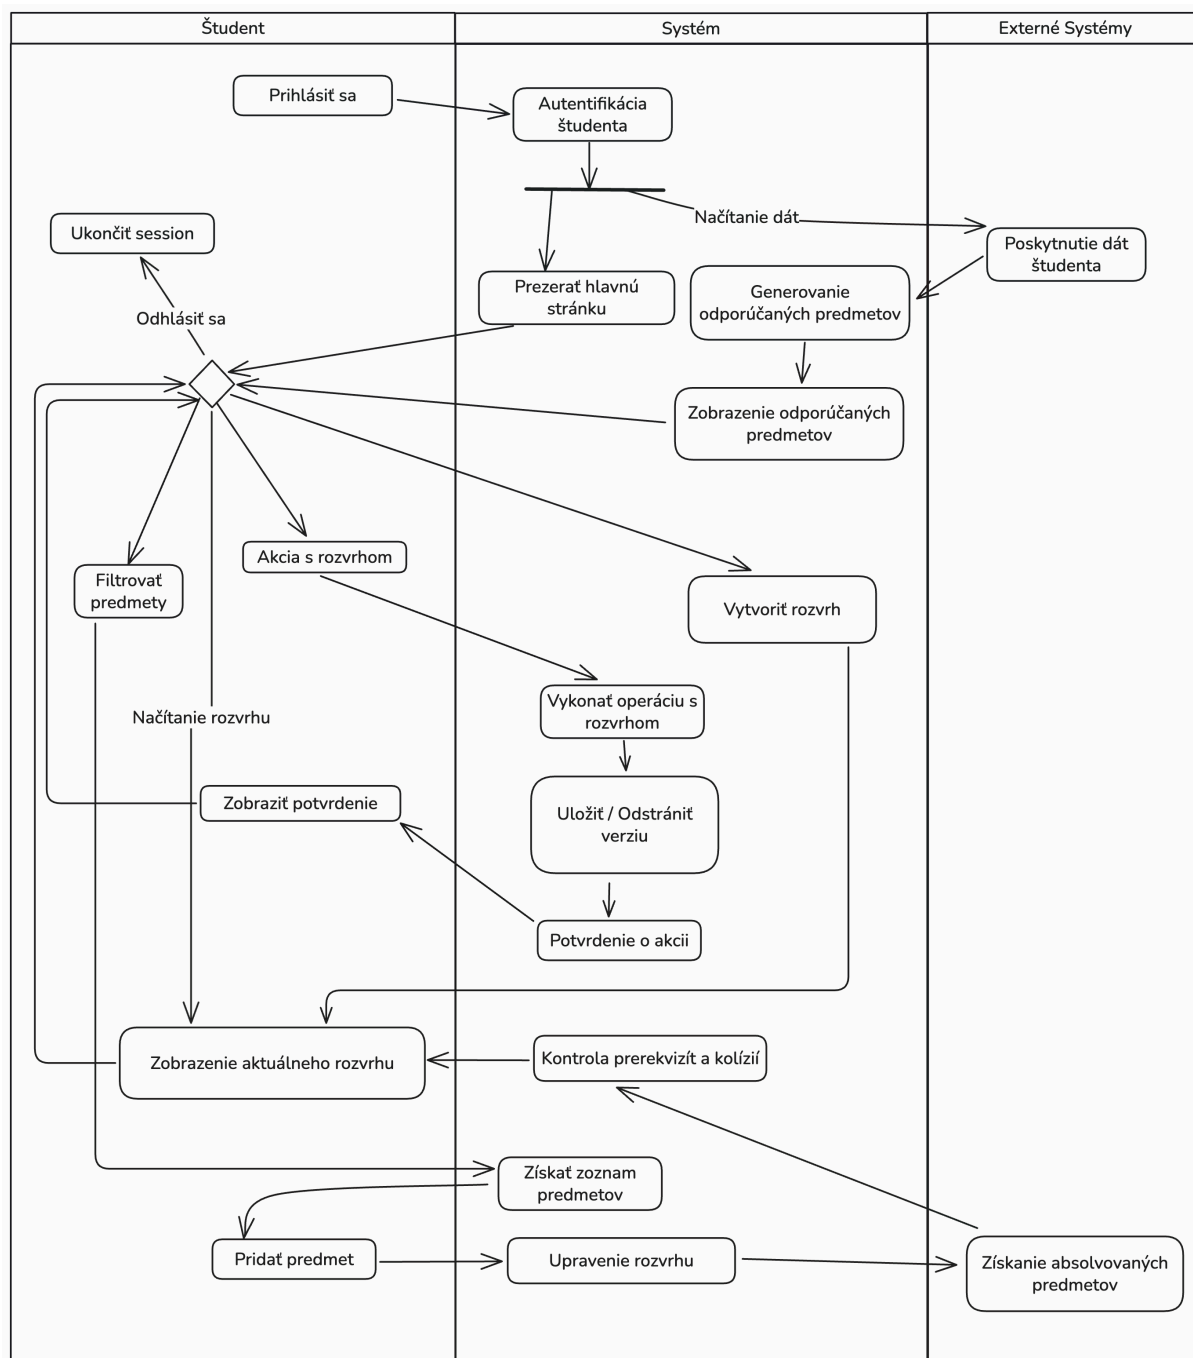 Študent
Systém
Externé Systémy
Prihlásiť sa
Autentifikácia
študenta
Načítanie dát
Ukončiť session
Poskytnutie dát
študenta
Prezerať hlavnú
stránku
Generovanie
odporúčaných predmetov
Odhlásiť sa
Zobrazenie odporúčaných
predmetov
Akcia s rozvrhom
Filtrovať
predmety
Vytvoriť rozvrh
Vykonať operáciu s
rozvrhom
Načítanie rozvrhu
Zobraziť potvrdenie
Uložiť / Odstrániť
verziu
Potvrdenie o akcii
Zobrazenie aktuálneho rozvrhu
Kontrola prerekvizít a kolízií
Získať zoznam
predmetov
Pridať predmet
Upravenie rozvrhu
Získanie absolvovaných
predmetov